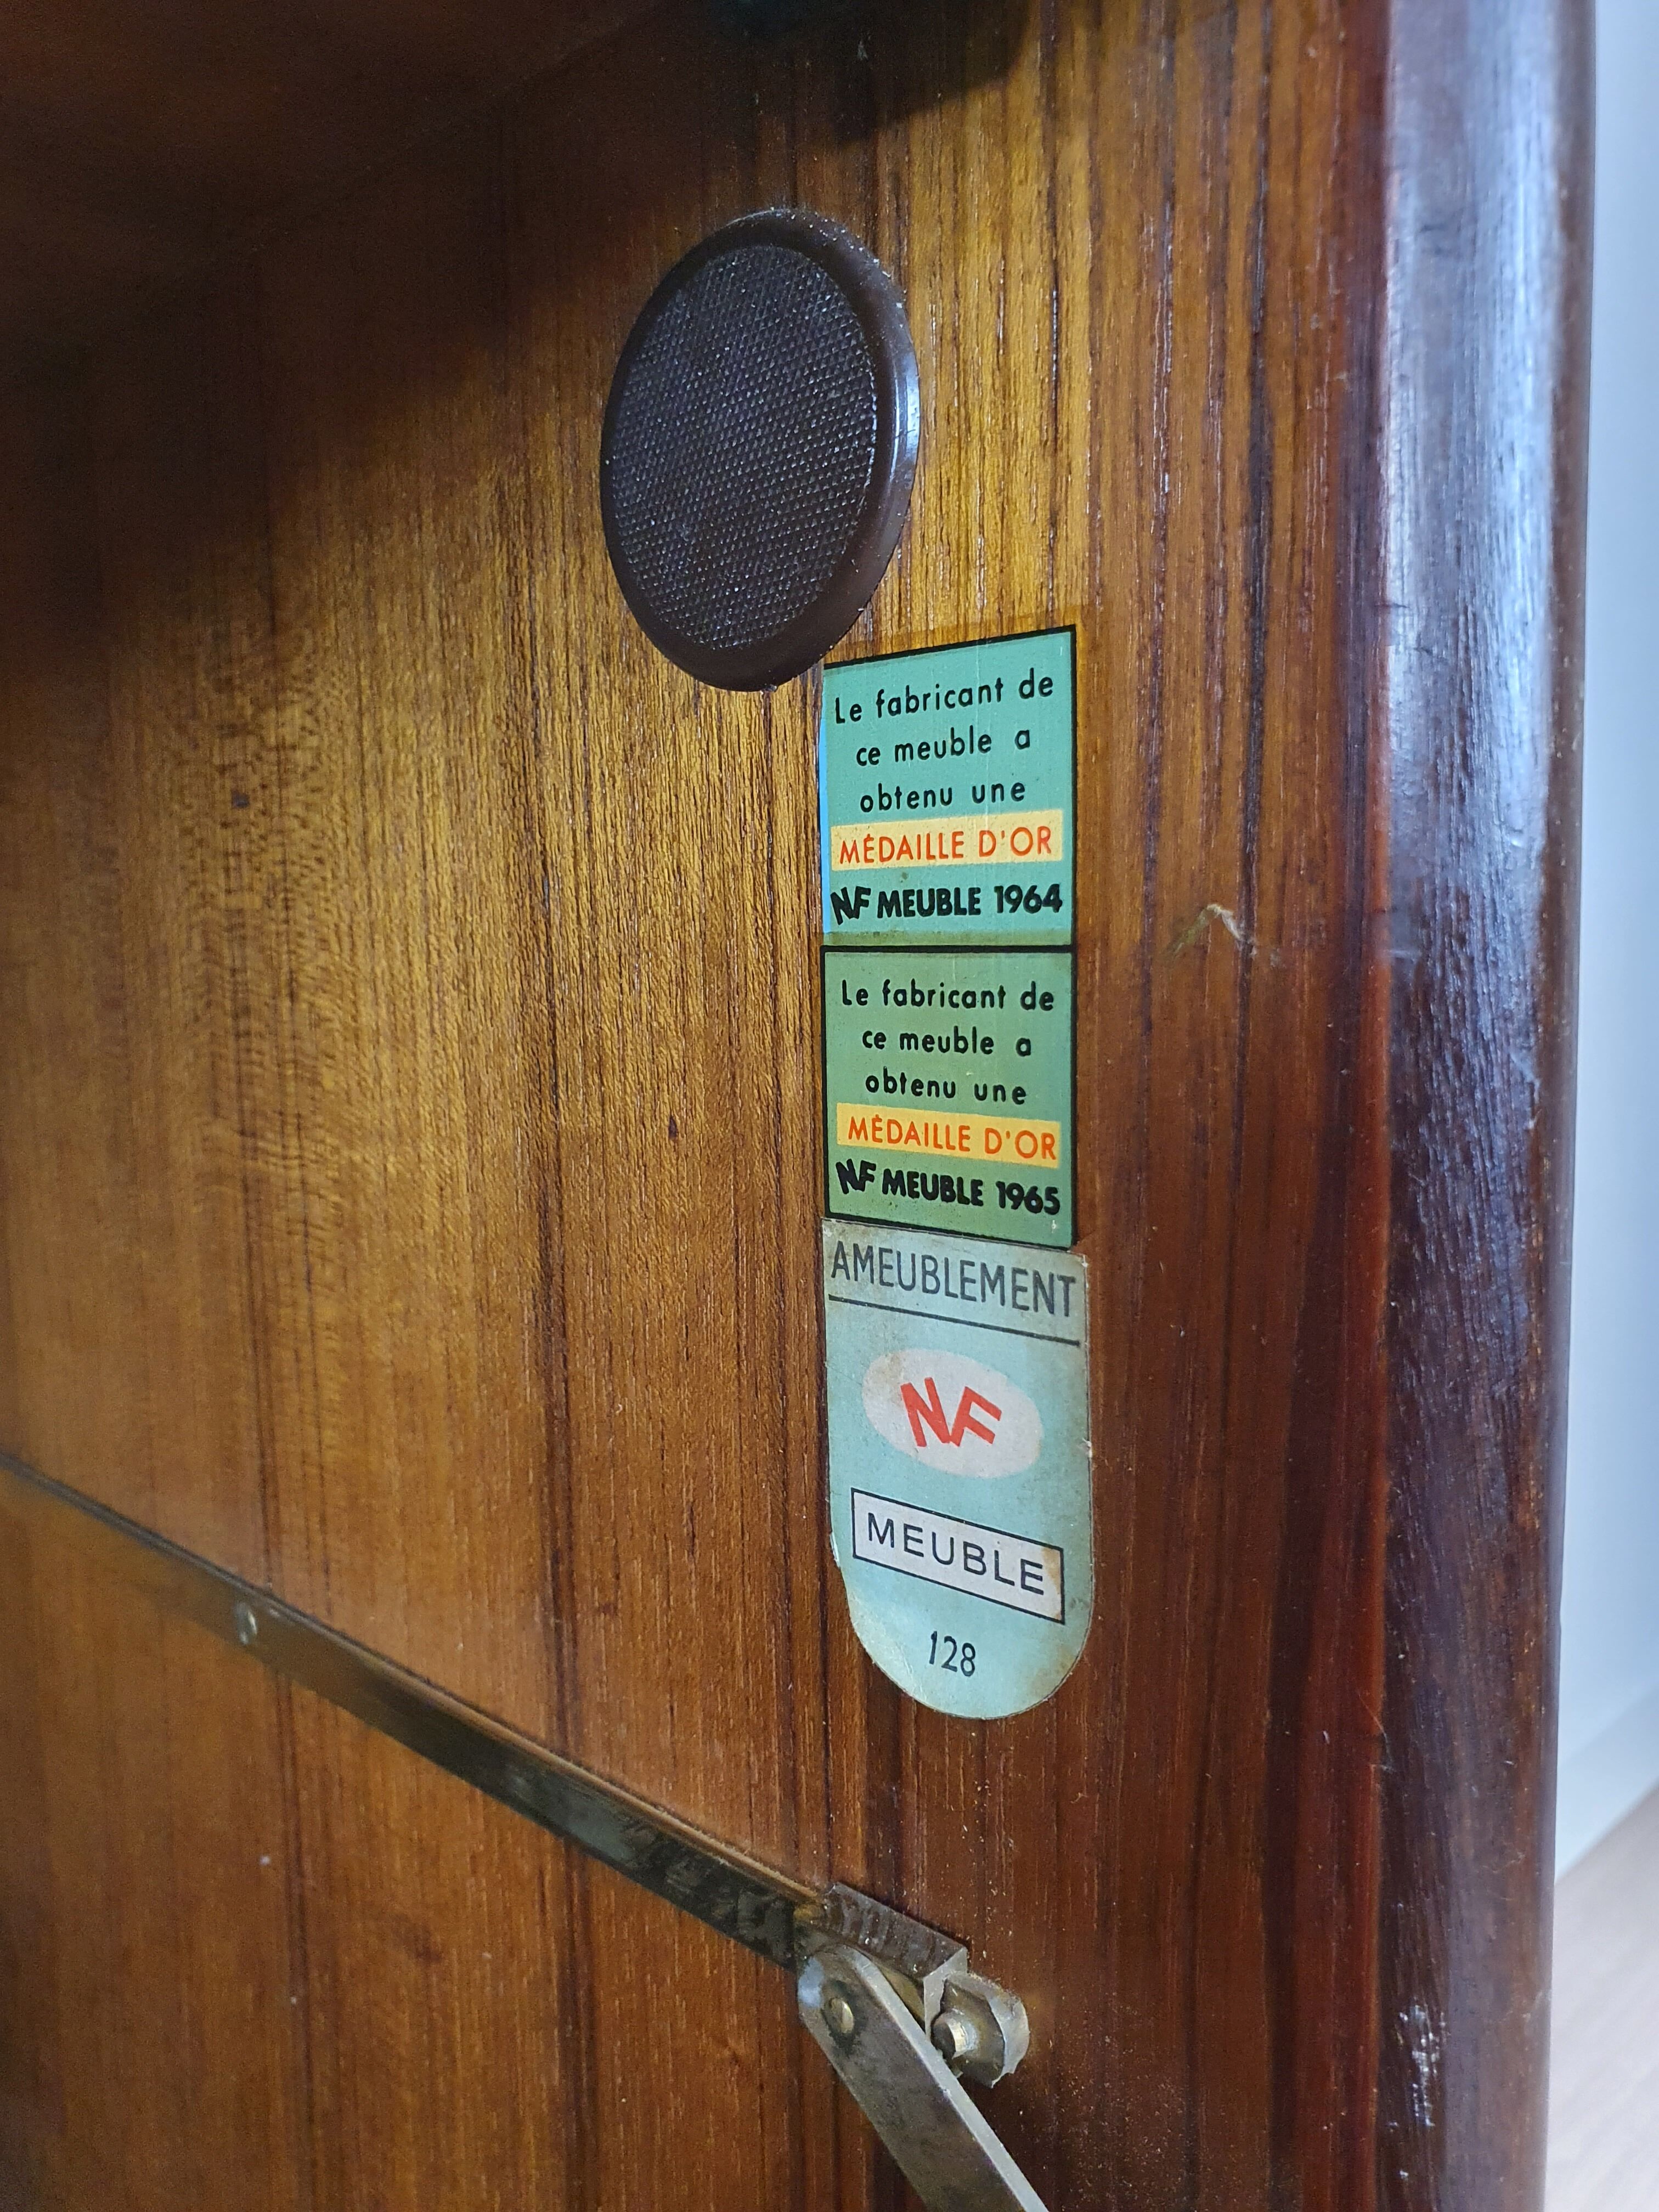 Le fabricant de
ce meuble a
obtenu une
MÉDAILLE D'OR
NF MEUBLE 1964
Le fabricant de
ce meuble a
obtenu une
MÉDAILLE D'OR
NF MEUBLE 1965
AMEUBLEMENT
NF
MEUBLE
128